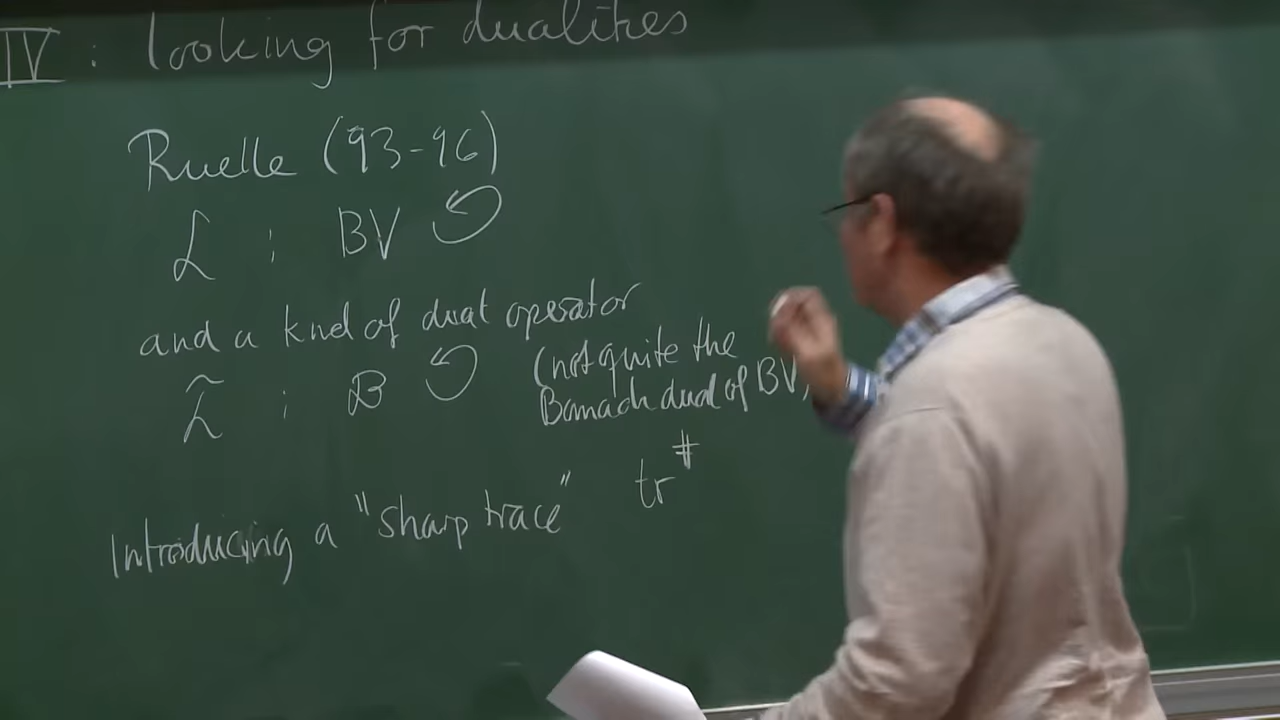 IV : looking for dualities
Ruelle (93-96)
L : BV
and a kind of dual operator
L̃ : B (not quite the
Banach dual of BV)
Introducing a "sharp trace" tr#